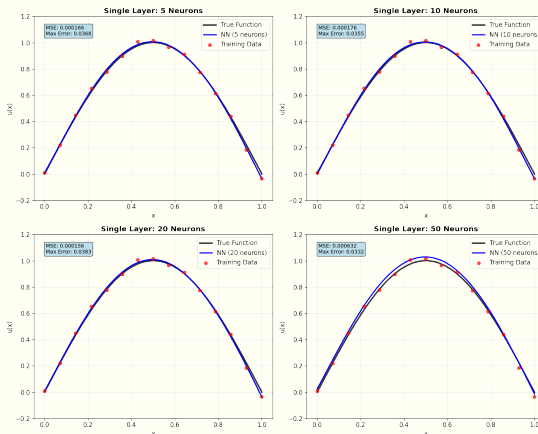 Single Layer: 5 Neurons
MSE: 0.000166
Max Error: 0.0368
True Function
NN (5 neurons)
Training Data
u(x)
1.2
1.0
0.8
0.6
0.4
0.2
0.0
−0.2
0.0 0.2 0.4 0.6 0.8 1.0
x
Single Layer: 10 Neurons
MSE: 0.000176
Max Error: 0.0355
True Function
NN (10 neurons
Training Data
u(x)
1.2
1.0
0.8
0.6
0.4
0.2
0.0
−0.2
0.0 0.2 0.4 0.6 0.8 1.0
x
Single Layer: 20 Neurons
MSE: 0.000156
Max Error: 0.0383
True Function
NN (20 neurons)
Training Data
u(x)
1.2
1.0
0.8
0.6
0.4
0.2
0.0
−0.2
0.0 0.2 0.4 0.6 0.8 1.0
x
Single Layer: 50 Neurons
MSE: 0.000632
Max Error: 0.0332
True Function
NN (50 neurons
Training Data
u(x)
1.2
1.0
0.8
0.6
0.4
0.2
0.0
−0.2
0.0 0.2 0.4 0.6 0.8 1.0
x